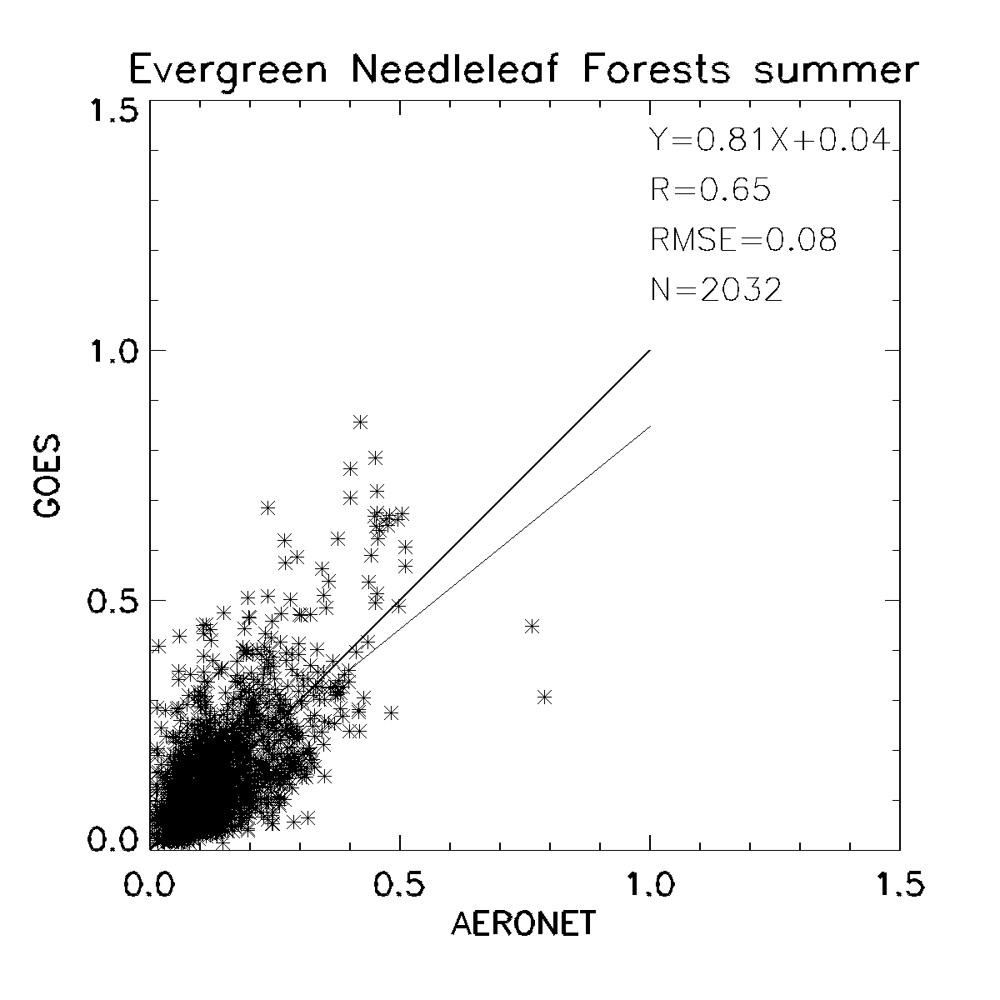 Evergreen Needleleaf Forests summer
1.5
Y=0.81X+0.04
R=0.65
RMSE=0.08
N=2032
1.0
GOES
0.5
0.0
0.0 0.5 1.0 1.5
AERONET